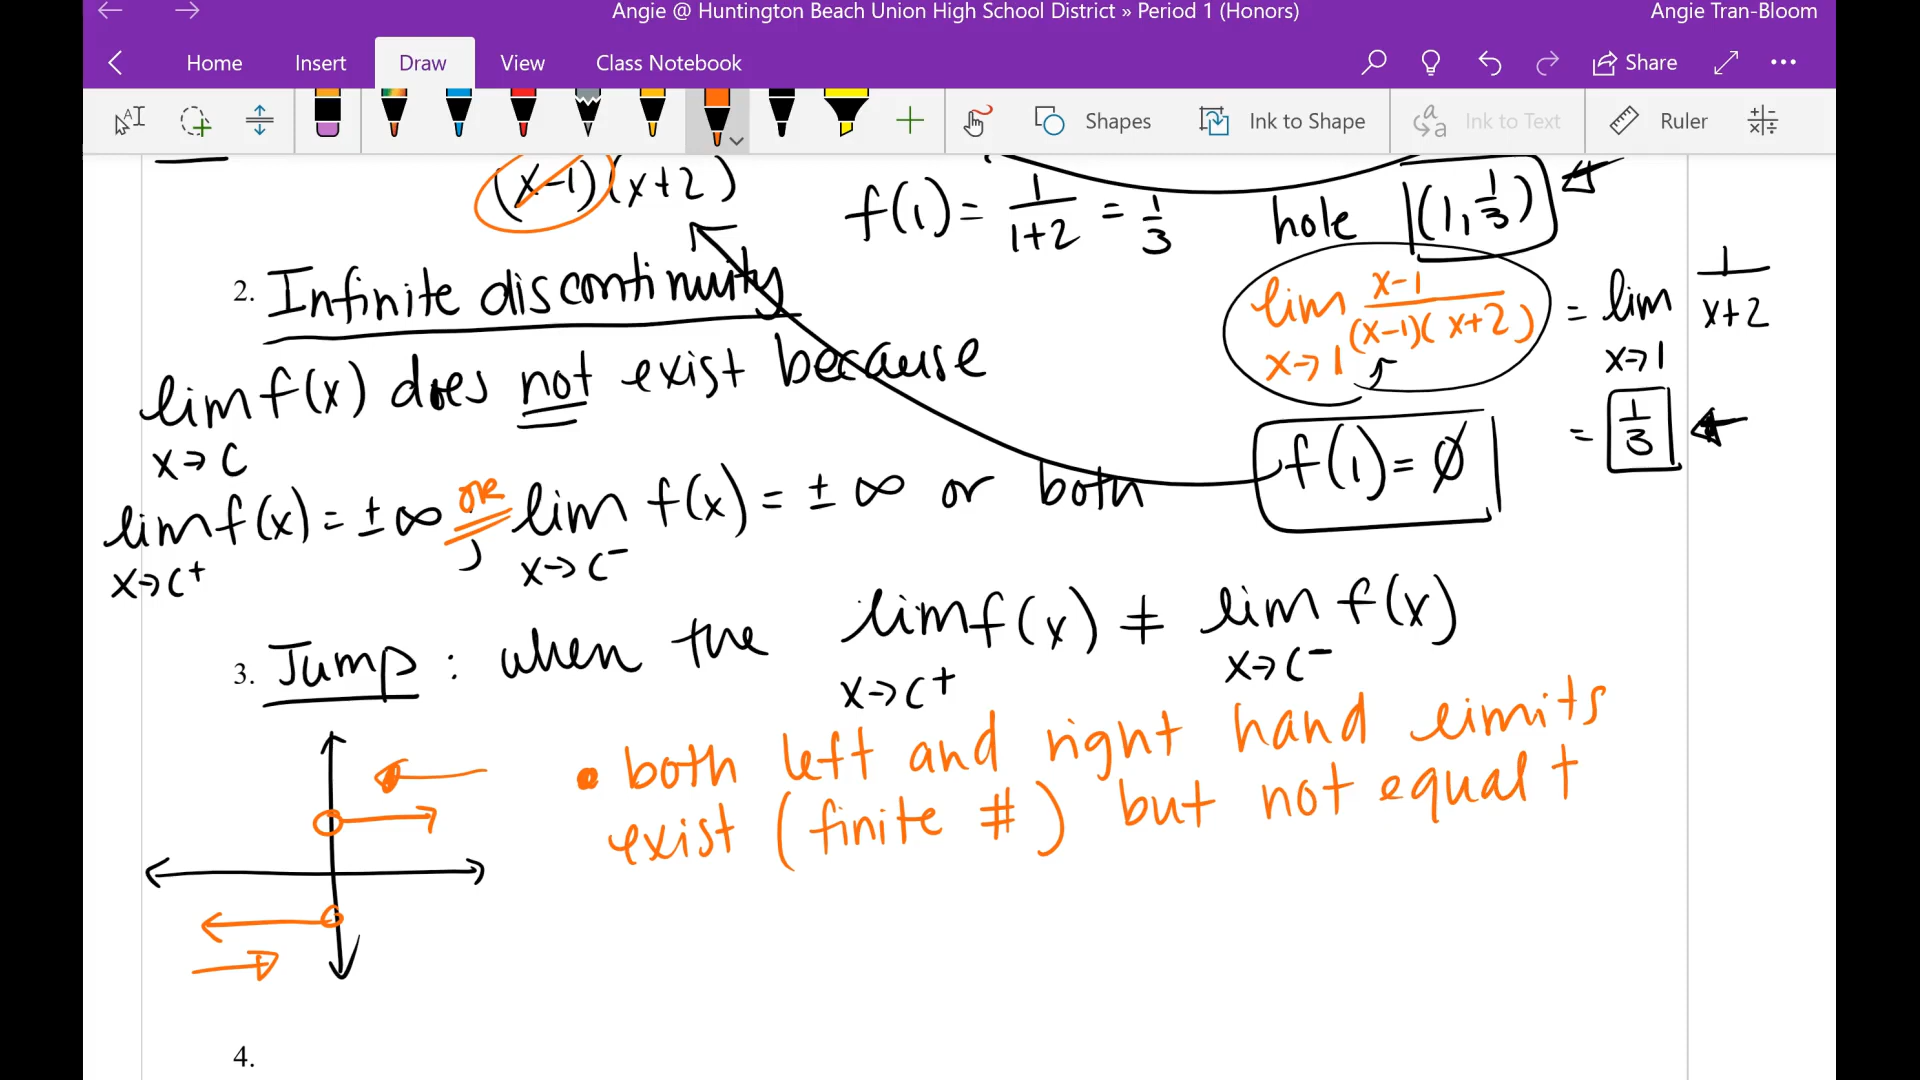 Angie @ Huntington Beach Union High School District » Period 1 (Honors)
Angie Tran-Bloom
Home Insert Draw View Class Notebook Share
Shapes Ink to Shape Ink to Text Ruler
(x-1)(x+2)
f(1) = 1/(1+2) = 1/3
hole (1, 1/3)
2. Infinite discontinuity
lim x→1 (x-1)/((x-1)(x+2)) = lim x→1 1/(x+2)
= 1/3
lim x→c f(x) does not exist because
f(1) = ∅
lim x→c⁺ f(x) = ± ∞ or, lim x→c⁻ f(x) = ± ∞ or both
3. Jump : when the lim x→c⁺ f(x) ≠ lim x→c⁻ f(x)
• both left and right hand limits
exist (finite #) but not equal t
4.